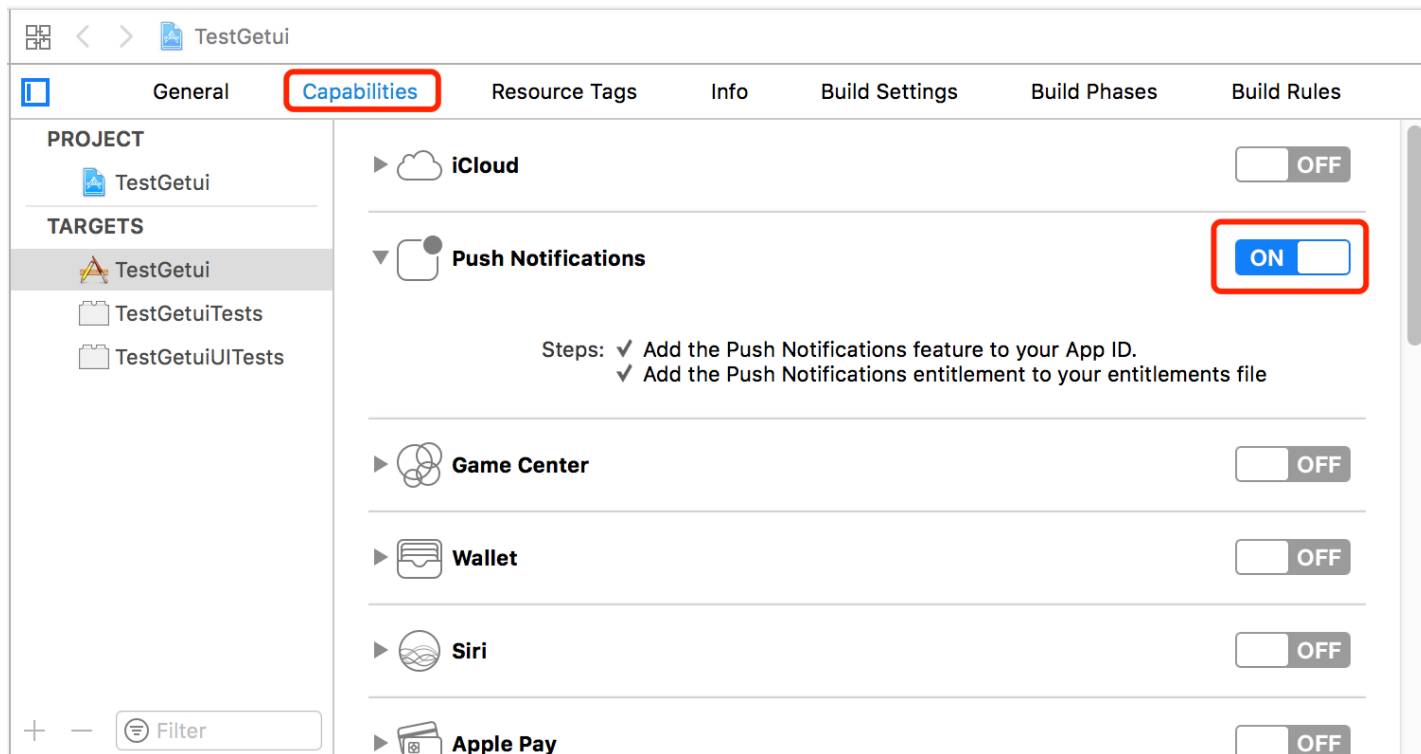 TestGetui
General Capabilities Resource Tags Info Build Settings Build Phases Build Rules
PROJECT
TestGetui
TARGETS
TestGetui
TestGetuiTests
TestGetuiUITests
Filter
iCloud OFF
Push Notifications ON
Steps: ✓ Add the Push Notifications feature to your App ID.
✓ Add the Push Notifications entitlement to your entitlements file
Game Center OFF
Wallet OFF
Siri OFF
Apple Pay OFF